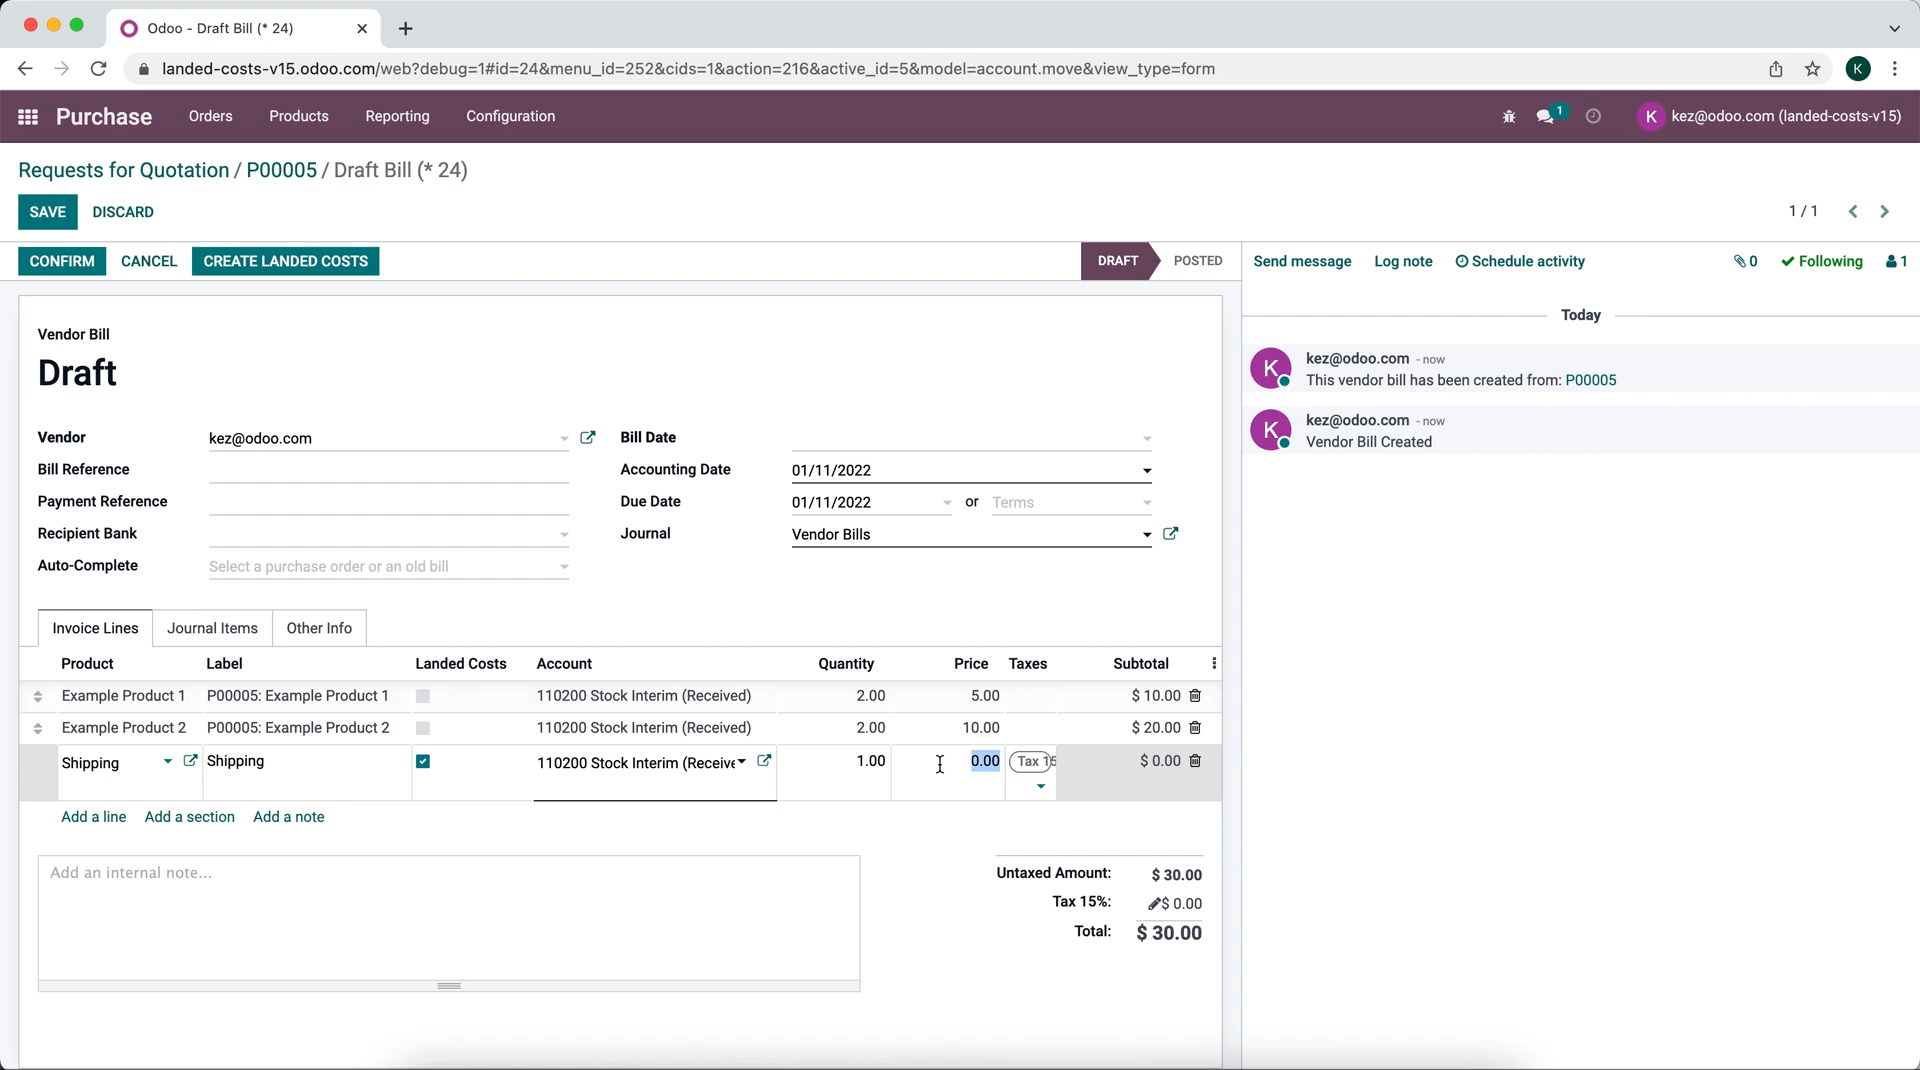 Odoo - Draft Bill (* 24)
landed-costs-v15.odoo.com/web?debug=1#id=24&menu_id=252&cids=1&action=216&active_id=5&model=account.move&view_type=form
K
Purchase
Orders
Products
Reporting
Configuration
1
K
kez@odoo.com (landed-costs-v15)
Requests for Quotation / P00005 / Draft Bill (* 24)
SAVE
DISCARD
1 / 1
CONFIRM
CANCEL
CREATE LANDED COSTS
DRAFT
POSTED
Send message
Log note
Schedule activity
0
Following
1
Today
K
kez@odoo.com - now
This vendor bill has been created from: P00005
K
kez@odoo.com - now
Vendor Bill Created
Vendor Bill
Draft
Vendor
kez@odoo.com
Bill Reference
Payment Reference
Recipient Bank
Auto-Complete
Select a purchase order or an old bill
Bill Date
Accounting Date
01/11/2022
Due Date
01/11/2022
or
Terms
Journal
Vendor Bills
Invoice Lines
Journal Items
Other Info
Product Label Landed Costs Account Quantity Price Taxes Subtotal
Example Product 1 P00005: Example Product 1 110200 Stock Interim (Received) 2.00 5.00 $ 10.00
Example Product 2 P00005: Example Product 2 110200 Stock Interim (Received) 2.00 10.00 $ 20.00
Shipping Shipping 110200 Stock Interim (Receive 1.00 0.00 Tax 15 $ 0.00
Add a line
Add a section
Add a note
Add an internal note...
Untaxed Amount: $ 30.00
Tax 15%: $ 0.00
Total: $ 30.00